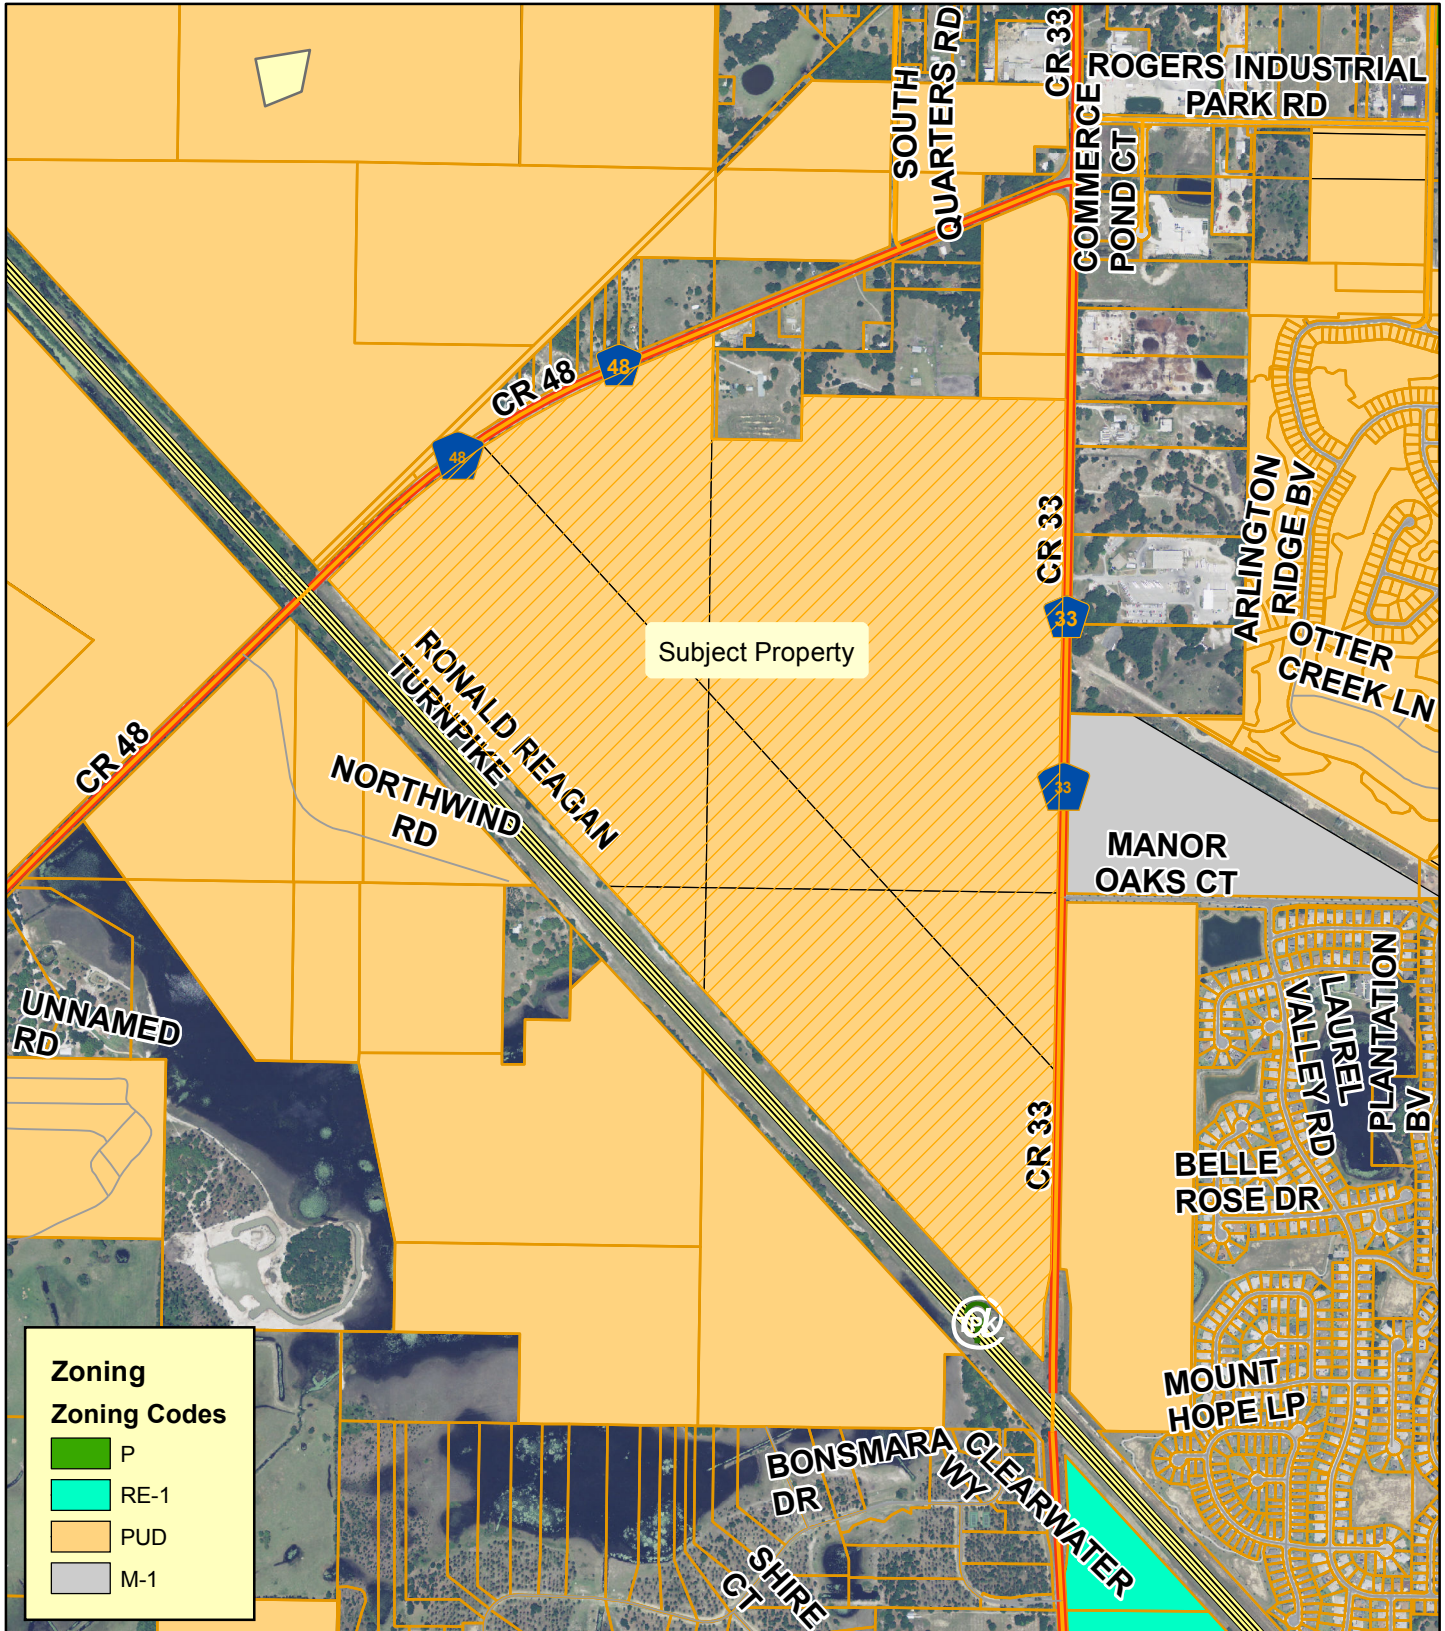 SOUTH
QUARTERS RD
CR 33
ROGERS INDUSTRIAL
PARK RD
COMMERCE
POND CT
CR 48
48
48
CR 33
ARLINGTON
RIDGE BV
33
OTTER
CREEK LN
Subject Property
RONALD REAGAN
TURNPIKE
CR 48
NORTHWIND
RD
33
MANOR
OAKS CT
UNNAMED
RD
LAUREL
VALLEY RD
PLANTATION
BV
CR 33
BELLE
ROSE DR
MOUNT
HOPE LP
BONSMARA
DR
CLEARWATER
WY
SHIRE
CT
Zoning
Zoning Codes
P
RE-1
PUD
M-1